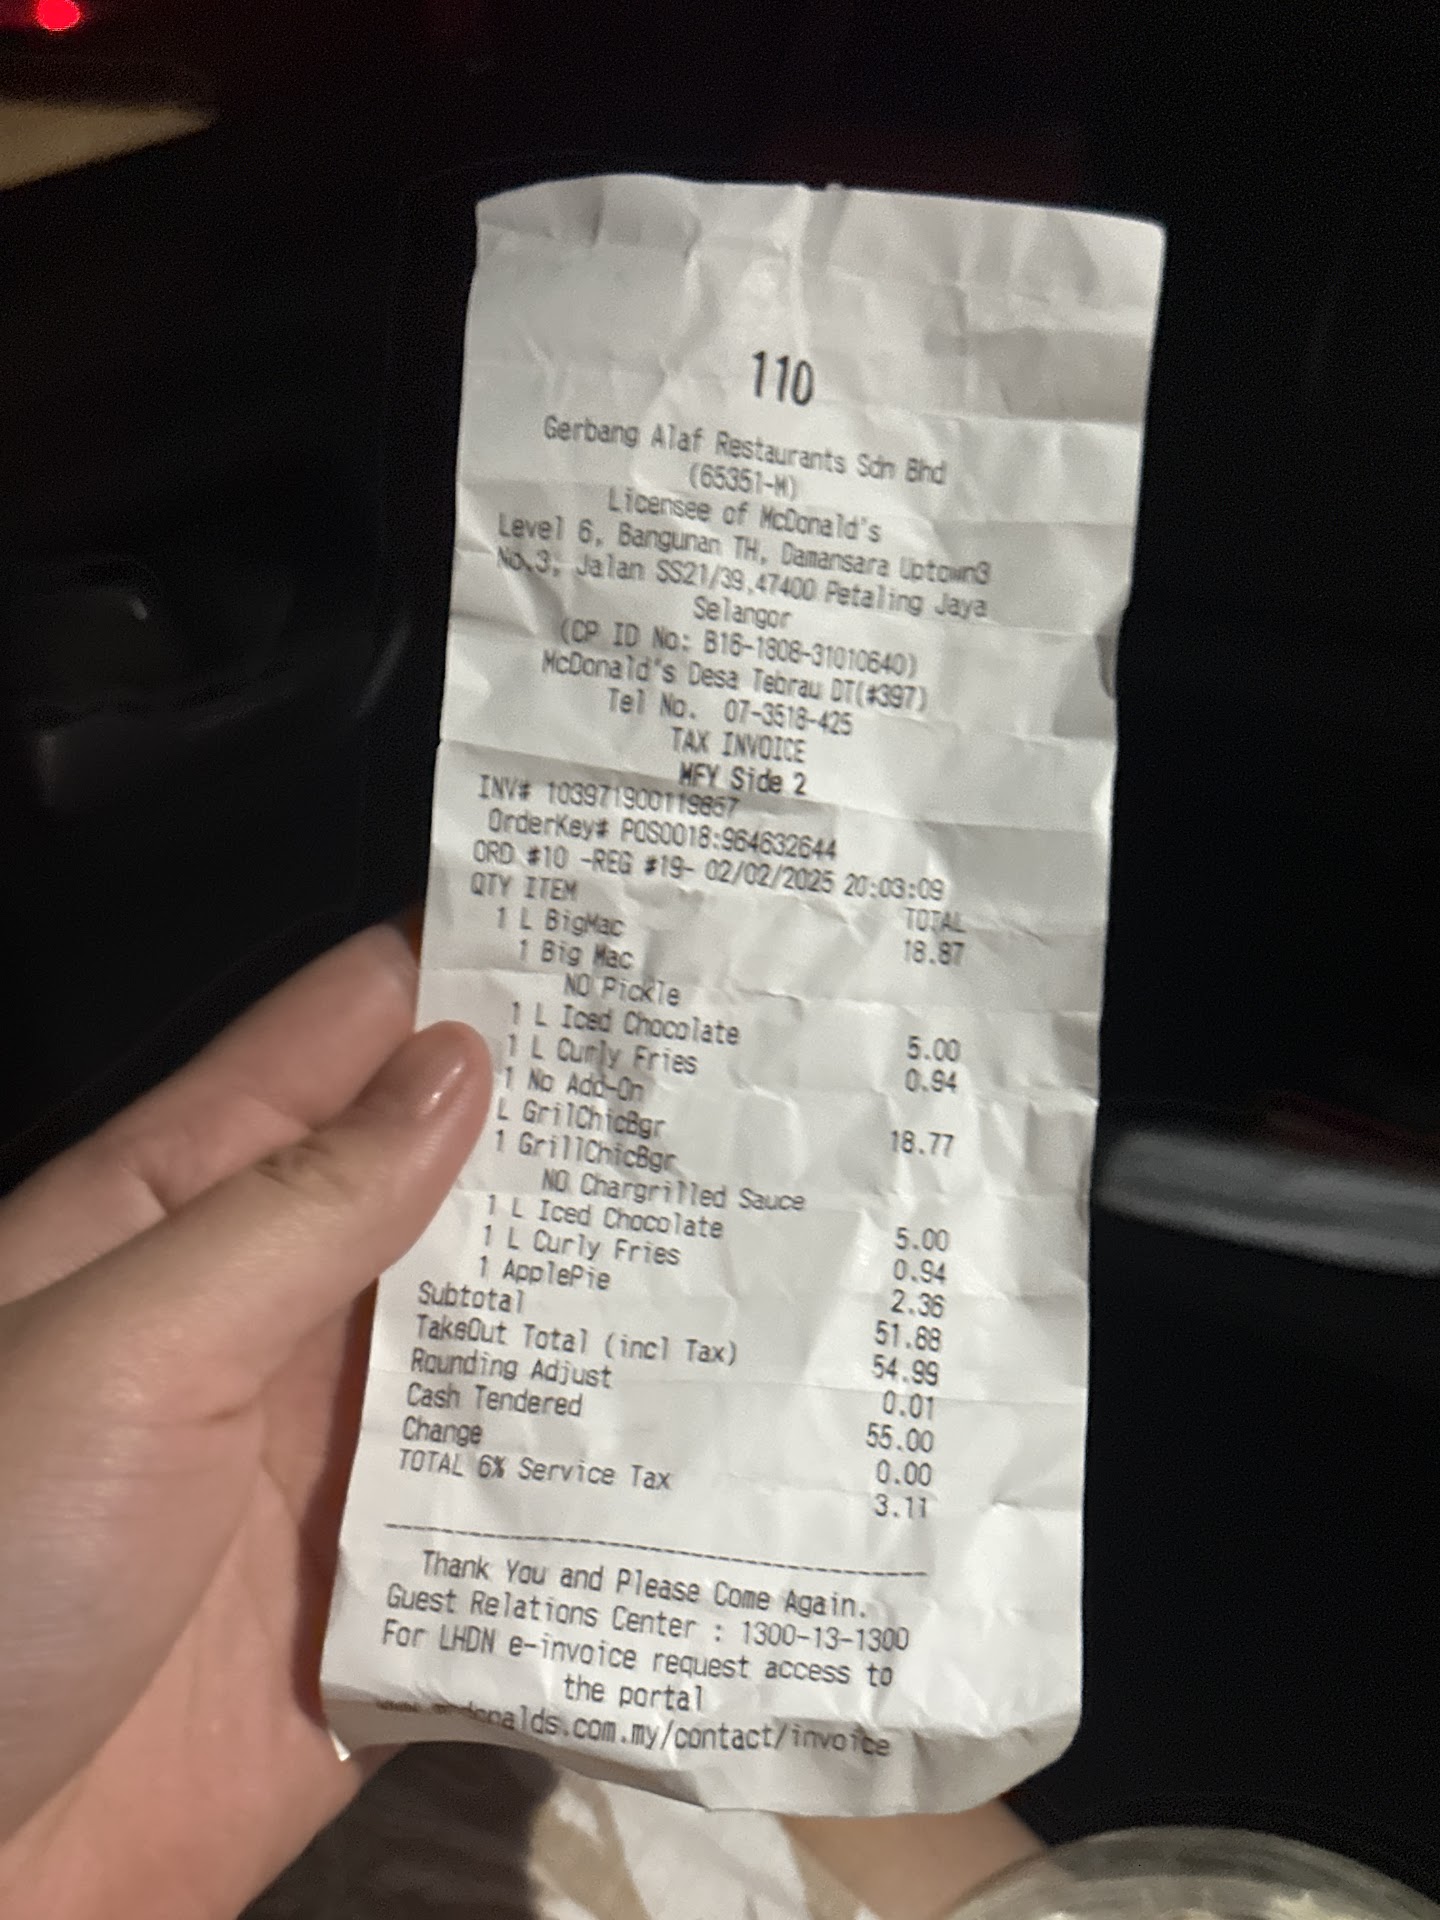 110
Gerbang Alaf Restaurants Sdn Bhd
(65351-M)
Licensee of McDonald's
Level 6, Bangunan TH, Damansara Uptown3
No.3, Jalan SS21/39,47400 Petaling Jaya
Selangor
(CP ID No: B16-1808-31010640)
McDonald's Desa Tebrau DT(#397)
Tel No. 07-3518-425
TAX INVOICE
MFY Side 2
INV# 103971900119857
OrderKey# POS0018:964632644
ORD #10 -REG #19- 02/02/2025 20:03:09
QTY ITEM TOTAL
1 L BigMac 18.87
1 Big Mac
NO Pickle
1 L Iced Chocolate 5.00
1 L Curly Fries 0.94
1 No Add-On
L GrilChicBgr 18.77
1 GrillChicBgr
NO Chargrilled Sauce
1 L Iced Chocolate 5.00
1 L Curly Fries 0.94
1 ApplePie 2.36
Subtotal 51.88
TakeOut Total (incl Tax) 54.99
Rounding Adjust 0.01
Cash Tendered 55.00
Change 0.00
TOTAL 6% Service Tax 3.11
Thank You and Please Come Again.
Guest Relations Center : 1300-13-1300
For LHDN e-invoice request access to
the portal
donalds.com.my/contact/invoice